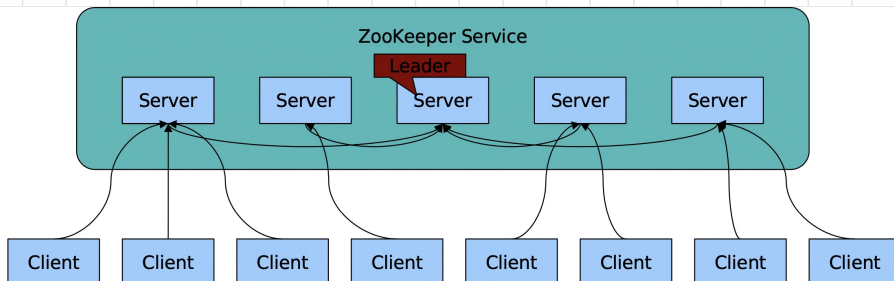 ZooKeeper Service
Leader
Server Server Server Server Server
Client Client Client Client Client Client Client Client